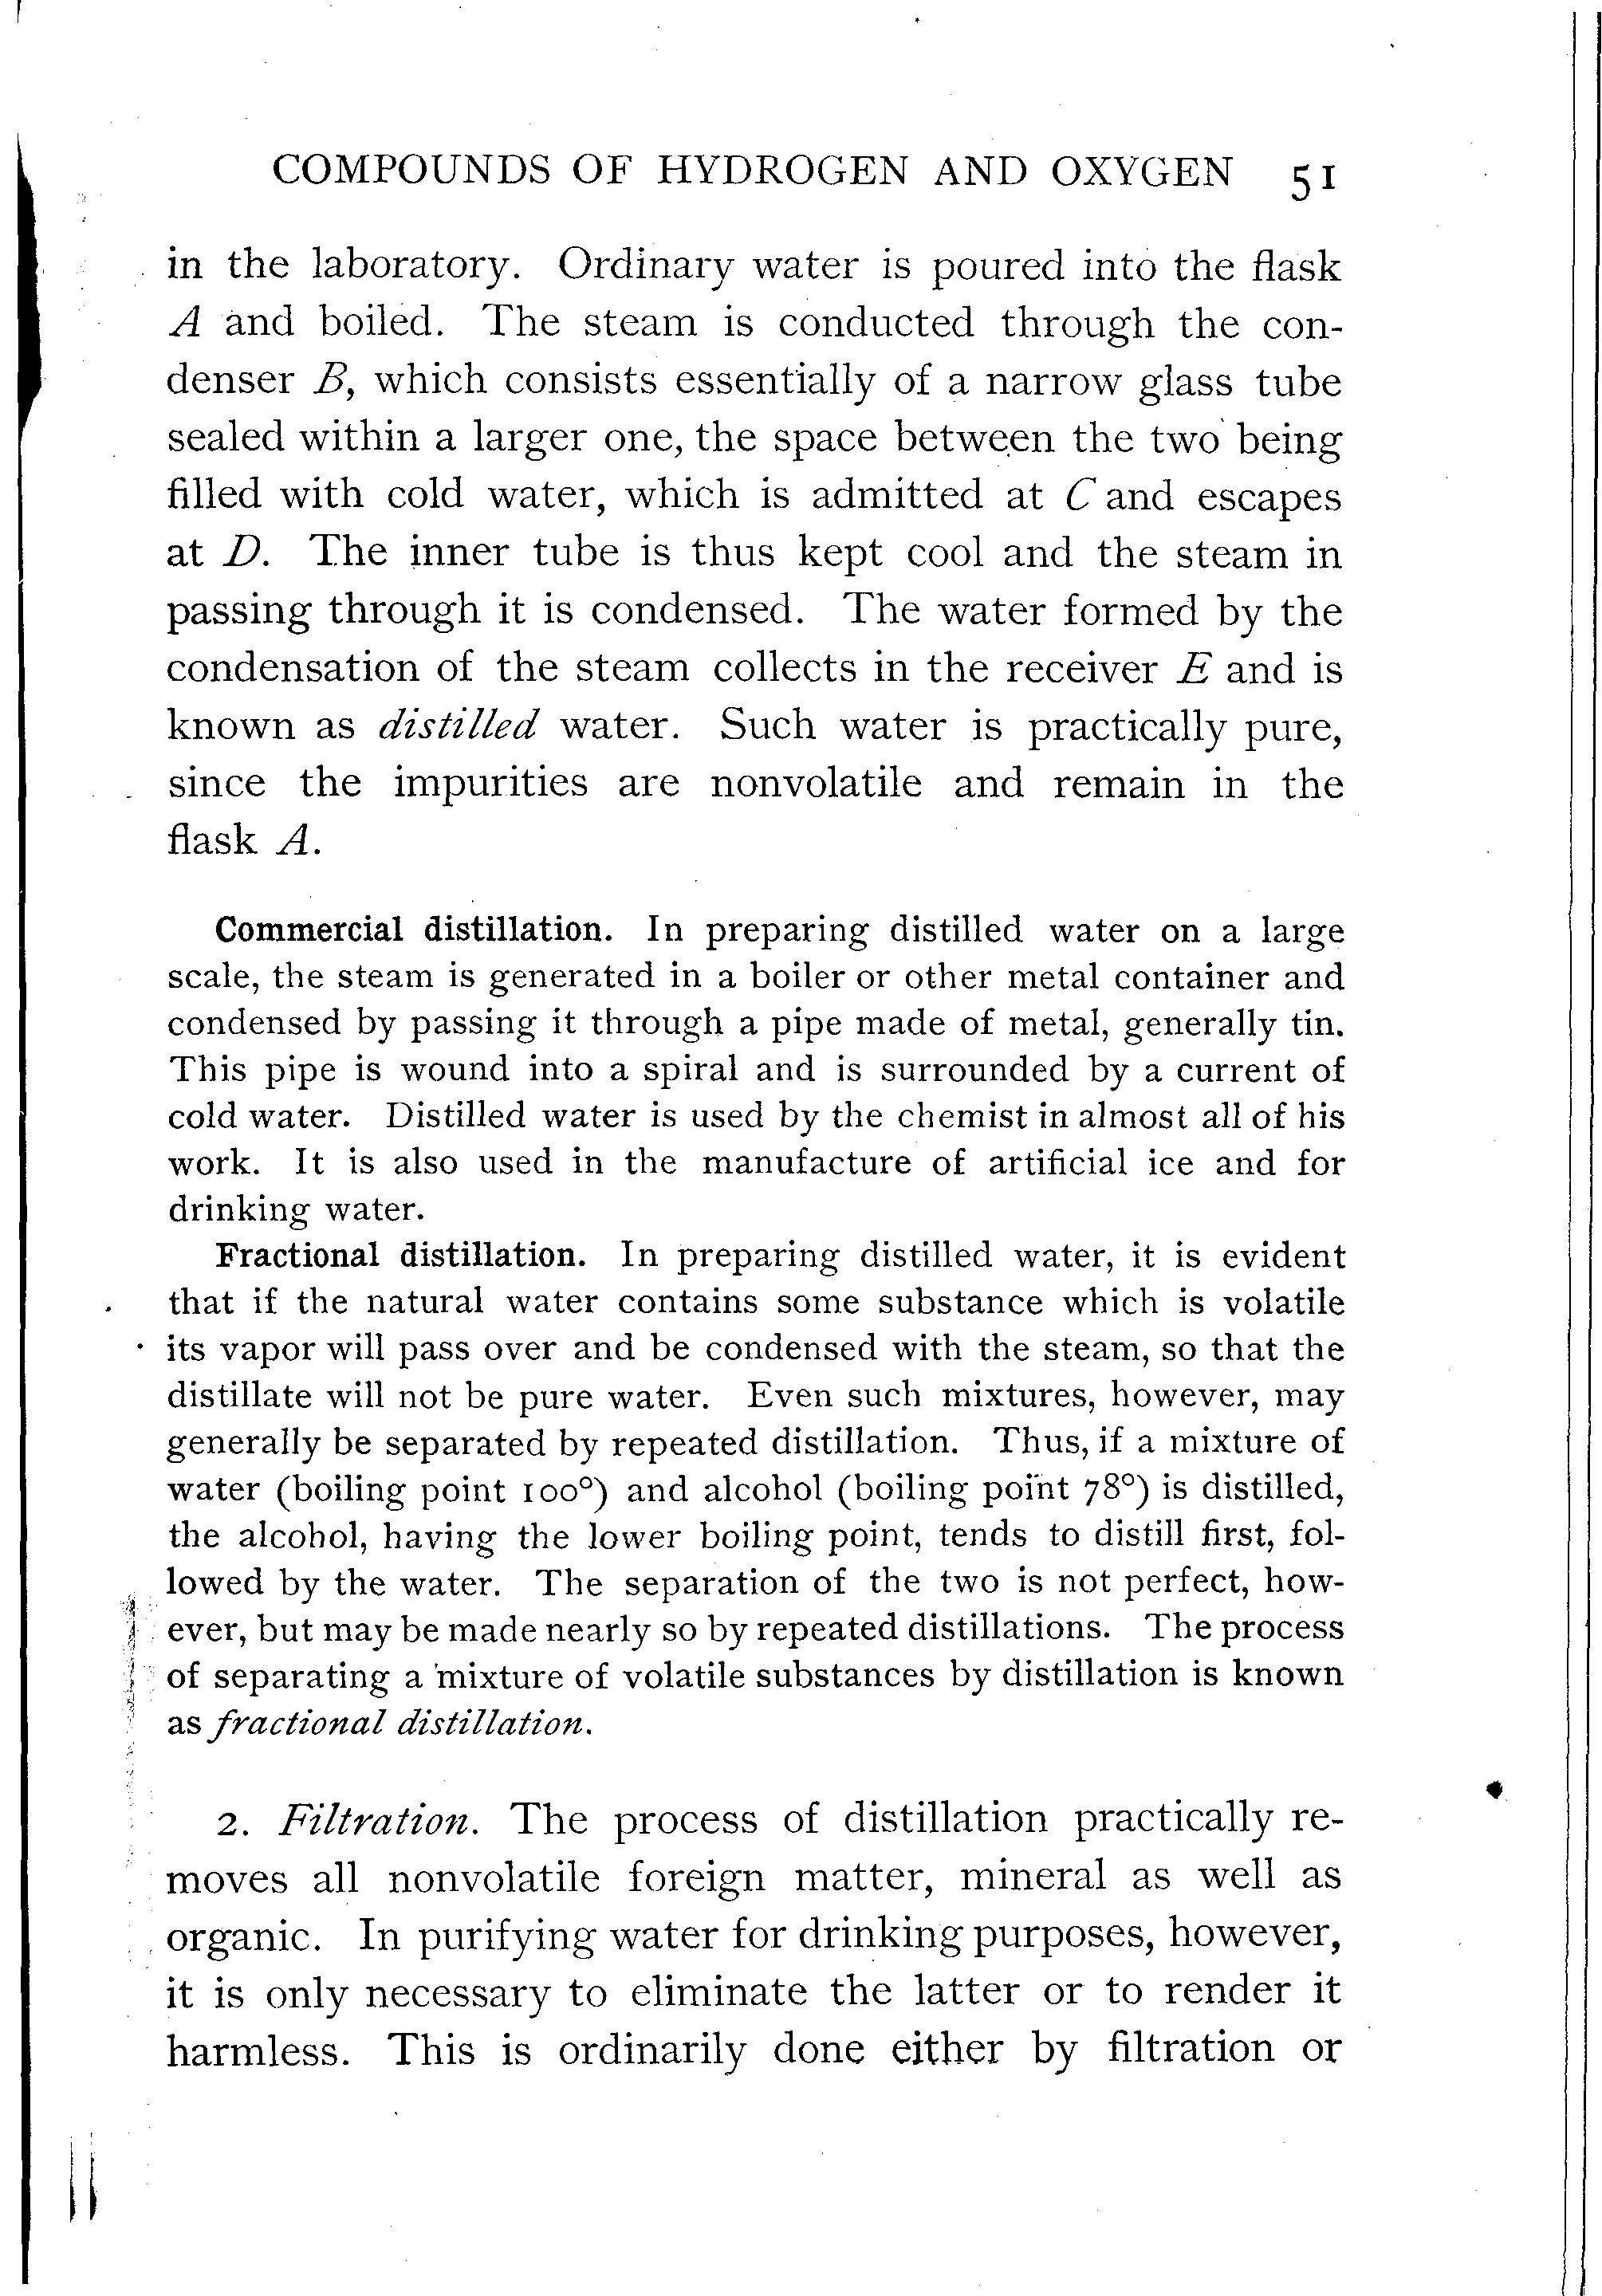 COMPOUNDS OF HYDROGEN AND OXYGEN 51
in the laboratory. Ordinary water is poured into the flask
A and boiled. The steam is conducted through the con-
denser B, which consists essentially of a narrow glass tube
sealed within a larger one, the space between the two being
filled with cold water, which is admitted at C and escapes
at D. The inner tube is thus kept cool and the steam in
passing through it is condensed. The water formed by the
condensation of the steam collects in the receiver E and is
known as distilled water. Such water is practically pure,
since the impurities are nonvolatile and remain in the
flask A.
Commercial distillation. In preparing distilled water on a large
scale, the steam is generated in a boiler or other metal container and
condensed by passing it through a pipe made of metal, generally tin.
This pipe is wound into a spiral and is surrounded by a current of
cold water. Distilled water is used by the chemist in almost all of his
work. It is also used in the manufacture of artificial ice and for
drinking water.
Fractional distillation. In preparing distilled water, it is evident
that if the natural water contains some substance which is volatile
its vapor will pass over and be condensed with the steam, so that the
distillate will not be pure water. Even such mixtures, however, may
generally be separated by repeated distillation. Thus, if a mixture of
water (boiling point 100°) and alcohol (boiling point 78°) is distilled,
the alcohol, having the lower boiling point, tends to distill first, fol-
lowed by the water. The separation of the two is not perfect, how-
ever, but may be made nearly so by repeated distillations. The process
of separating a mixture of volatile substances by distillation is known
as fractional distillation.
2. Filtration. The process of distillation practically re-
moves all nonvolatile foreign matter, mineral as well as
organic. In purifying water for drinking purposes, however,
it is only necessary to eliminate the latter or to render it
harmless. This is ordinarily done either by filtration or